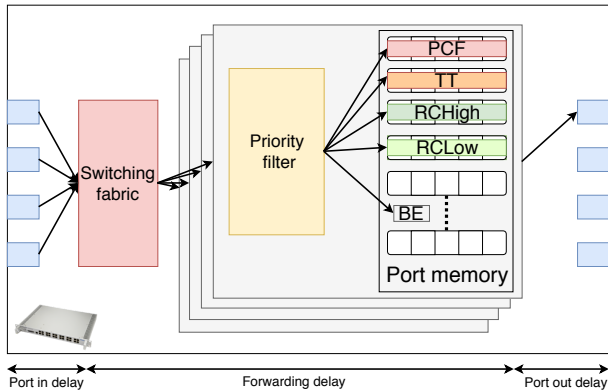 PCF
TT
RCHigh
RCLow
Priority
filter
Switching
fabric
BE
Port memory
Port in delay
Forwarding delay
Port out delay